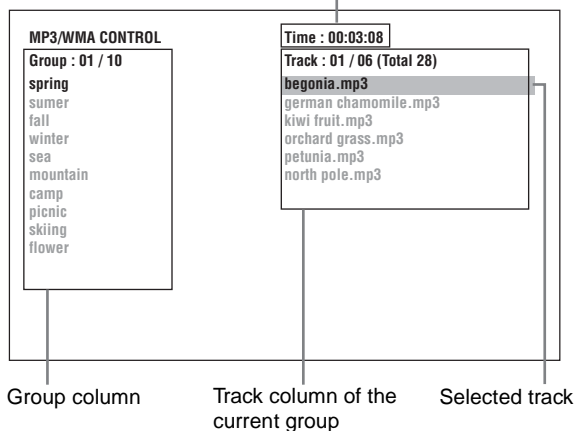 MP3/WMA CONTROL
Group : 01 / 10
spring
sumer
fall
winter
sea
mountain
camp
picnic
skiing
flower
Time : 00:03:08
Track : 01 / 06 (Total 28)
begonia.mp3
german chamomile.mp3
kiwi fruit.mp3
orchard grass.mp3
petunia.mp3
north pole.mp3
Group column
Track column of the
current group
Selected track